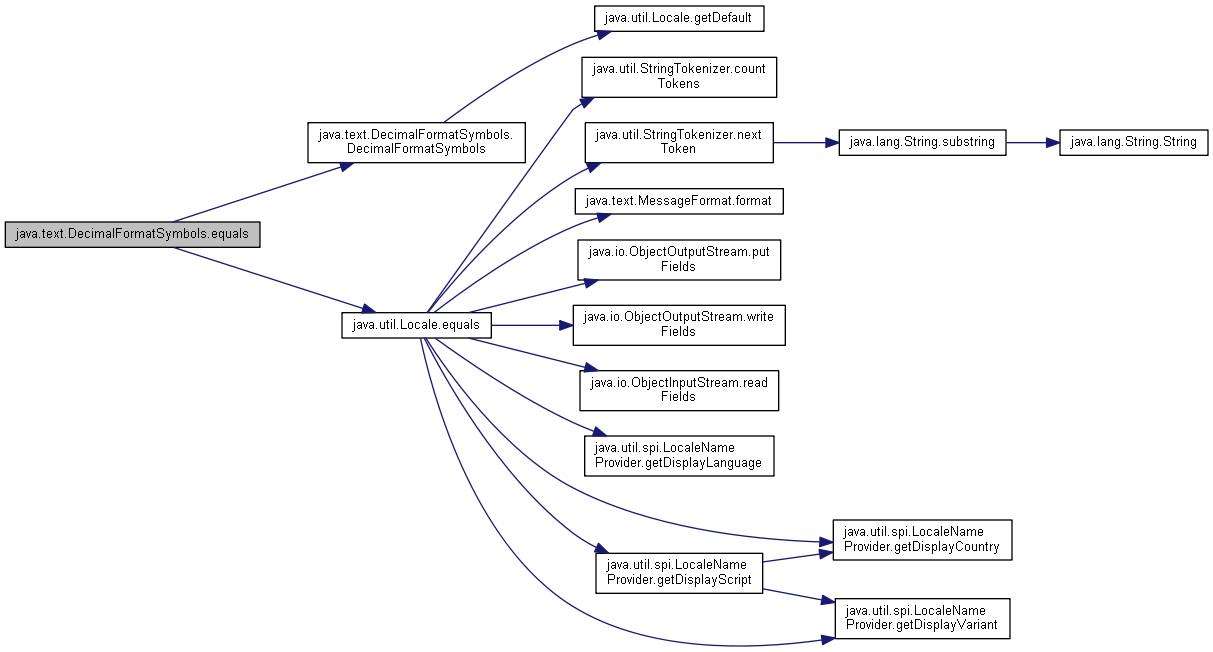 java.util.Locale.getDefault
java.util.StringTokenizer.count
Tokens
java.text.DecimalFormatSymbols.
DecimalFormatSymbols
java.util.StringTokenizer.next
Token
java.lang.String.substring
java.lang.String.String
java.text.MessageFormat.format
java.text.DecimalFormatSymbols.equals
java.io.ObjectOutputStream.put
Fields
java.util.Locale.equals
java.io.ObjectOutputStream.write
Fields
java.io.ObjectInputStream.read
Fields
java.util.spi.LocaleName
Provider.getDisplayLanguage
java.util.spi.LocaleName
Provider.getDisplayCountry
java.util.spi.LocaleName
Provider.getDisplayScript
java.util.spi.LocaleName
Provider.getDisplayVariant